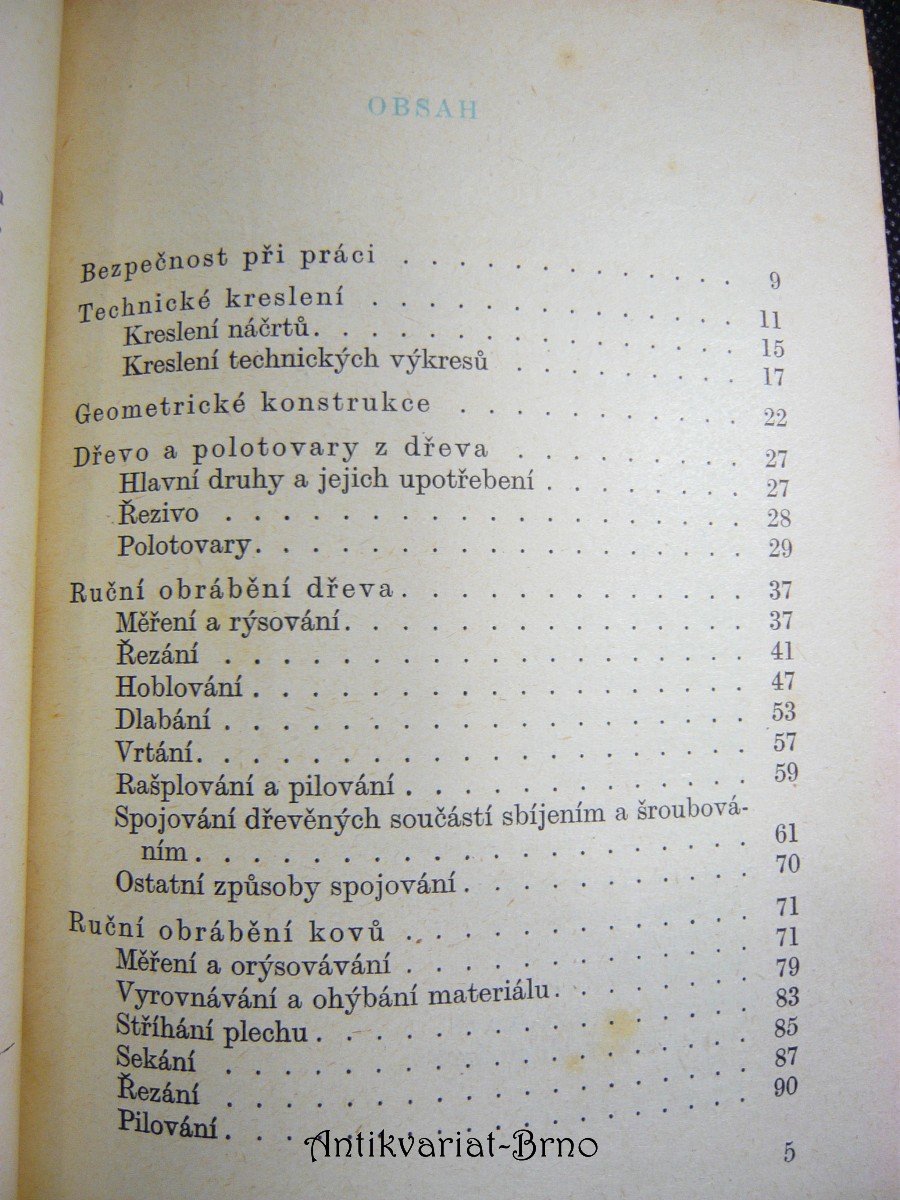 OBSAH
Bezpečnost při práci . . . . . . . . . . . . 9
Technické kreslení . . . . . . . . . . . . . 11
Kreslení náčrtů. . . . . . . . . . . . . . . 15
Kreslení technických výkresů . . . . . . . . 17
Geometrické konstrukce . . . . . . . . . . 22
Dřevo a polotovary z dřeva . . . . . . . . 27
Hlavní druhy a jejich upotřebení . . . . . . . 27
Řezivo . . . . . . . . . . . . . . . . . . 28
Polotovary. . . . . . . . . . . . . . . . . 29
Ruční obrábění dřeva. . . . . . . . . . . . 37
Měření a rýsování. . . . . . . . . . . . . . 37
Řezání . . . . . . . . . . . . . . . . . . 41
Hoblování . . . . . . . . . . . . . . . . . 47
Dlabání . . . . . . . . . . . . . . . . . . 53
Vrtání. . . . . . . . . . . . . . . . . . . 57
Rašplování a pilování . . . . . . . . . . . . 59
Spojování dřevěných součástí sbíjením a šroubová-
ním . . . . . . . . . . . . . . . . . . . 61
Ostatní způsoby spojování. . . . . . . . . . 70
Ruční obrábění kovů . . . . . . . . . . . . 71
Měření a orýsovávání . . . . . . . . . . . . 71
Vyrovnávání a ohýbání materiálu. . . . . . . 79
Stříhání plechu . . . . . . . . . . . . . . . 83
Sekání . . . . . . . . . . . . . . . . . . 85
Řezání . . . . . . . . . . . . . . . . . . 87
Pilování . . . . . . . . . . . . . . . . . . 90
Antikvariat-Brno
5